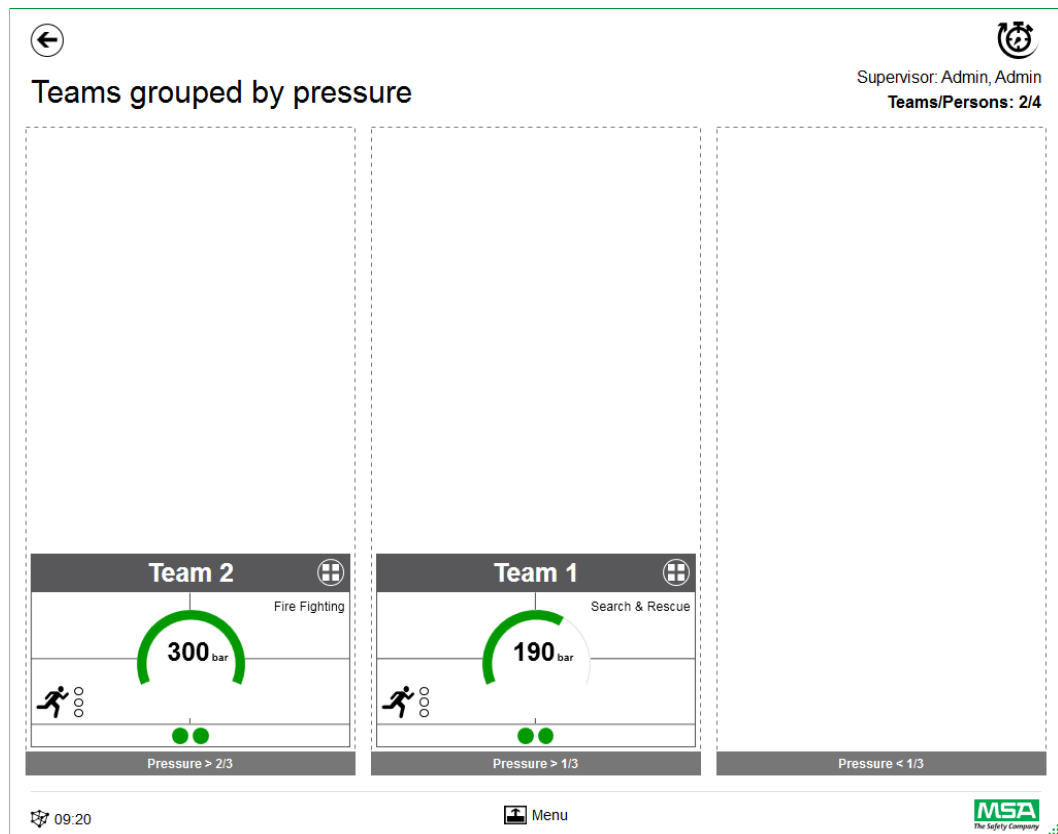 Supervisor: Admin, Admin
Teams grouped by pressure
Teams/Persons: 2/4
Team 2
Fire Fighting
300 bar
Pressure > 2/3
Team 1
Search & Rescue
190 bar
Pressure > 1/3
Pressure < 1/3
09:20
Menu
MSA
The Safety Company